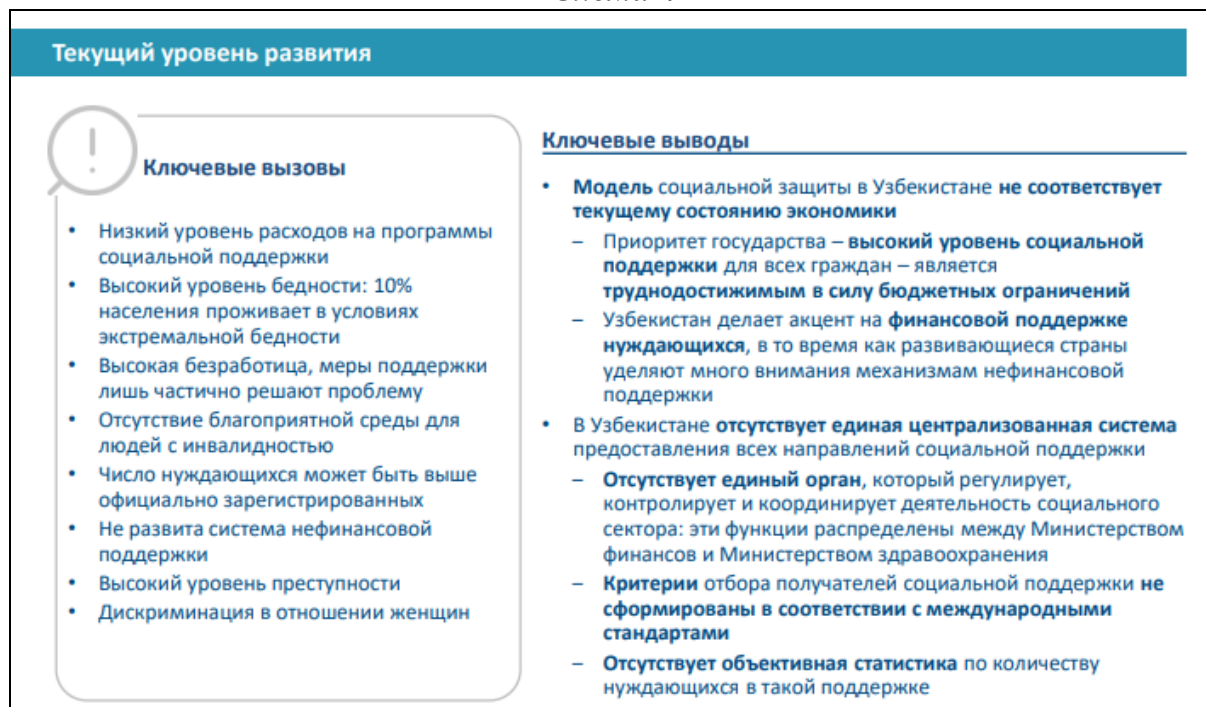 Текущий уровень развития
Ключевые вызовы
• Низкий уровень расходов на программы
социальной поддержки
• Высокий уровень бедности: 10%
населения проживает в условиях
экстремальной бедности
• Высокая безработица, меры поддержки
лишь частично решают проблему
• Отсутствие благоприятной среды для
людей с инвалидностью
• Число нуждающихся может быть выше
официально зарегистрированных
• Не развита система нефинансовой
поддержки
• Высокий уровень преступности
• Дискриминация в отношении женщин
Ключевые выводы
• Модель социальной защиты в Узбекистане не соответствует
текущему состоянию экономики
– Приоритет государства – высокий уровень социальной
поддержки для всех граждан – является
труднодостижимым в силу бюджетных ограничений
– Узбекистан делает акцент на финансовой поддержке
нуждающихся, в то время как развивающиеся страны
уделяют много внимания механизмам нефинансовой
поддержки
• В Узбекистане отсутствует единая централизованная система
предоставления всех направлений социальной поддержки
– Отсутствует единый орган, который регулирует,
контролирует и координирует деятельность социального
сектора: эти функции распределены между Министерством
финансов и Министерством здравоохранения
– Критерии отбора получателей социальной поддержки не
сформированы в соответствии с международными
стандартами
– Отсутствует объективная статистика по количеству
нуждающихся в такой поддержке